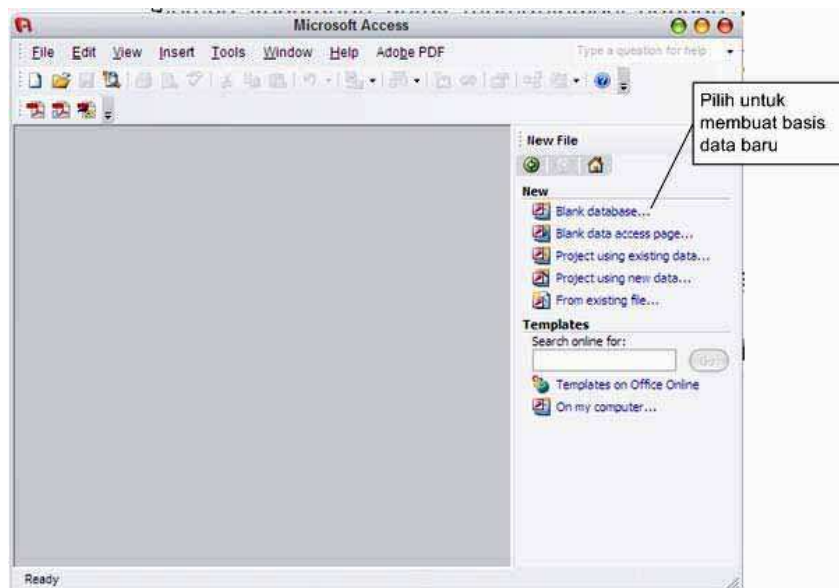 Microsoft Access
File Edit View Insert Tools Window Help Adobe PDF Type a question for help
Pilih untuk
membuat basis
data baru
New File
New
Blank database...
Blank data access page...
Project using existing data...
Project using new data...
From existing file...
Templates
Search online for:
Go
Templates on Office Online
On my computer...
Ready